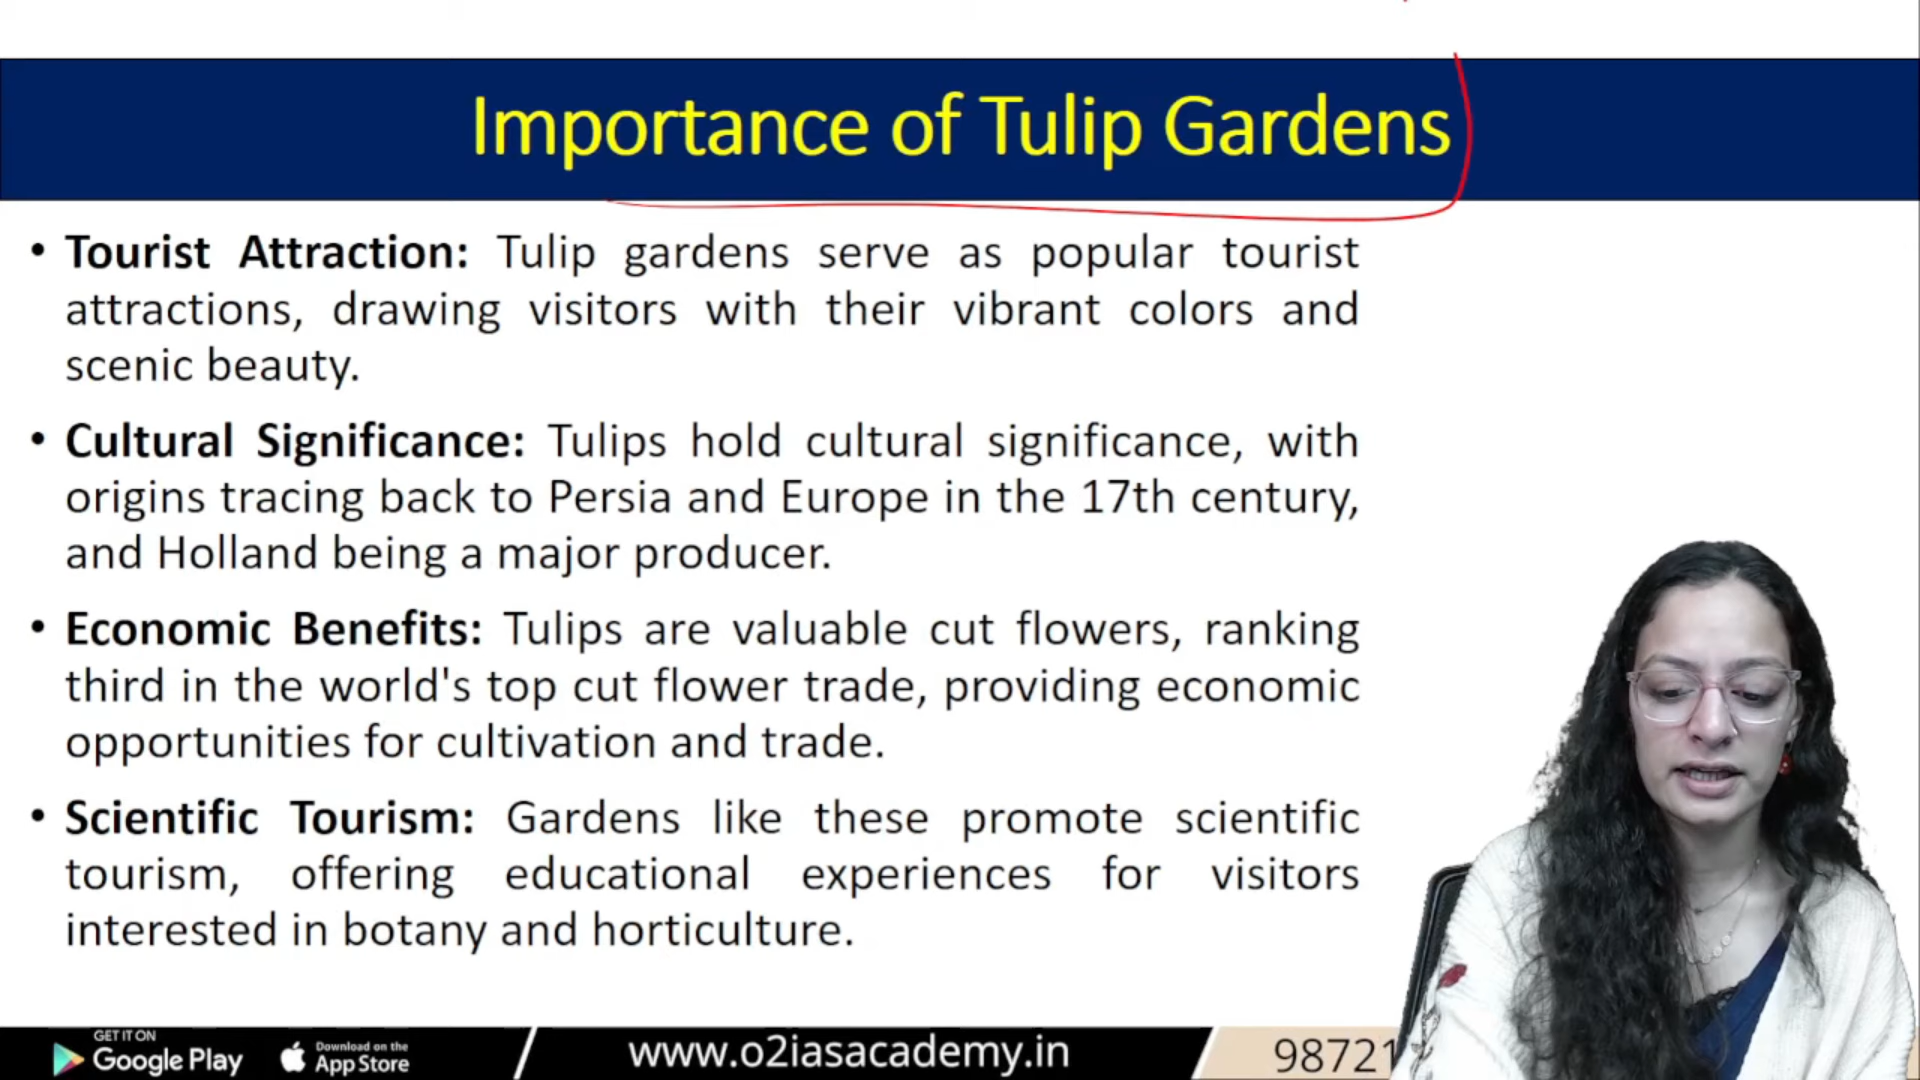 Importance of Tulip Gardens
• Tourist Attraction: Tulip gardens serve as popular tourist
attractions, drawing visitors with their vibrant colors and
scenic beauty.
• Cultural Significance: Tulips hold cultural significance, with
origins tracing back to Persia and Europe in the 17th century,
and Holland being a major producer.
• Economic Benefits: Tulips are valuable cut flowers, ranking
third in the world's top cut flower trade, providing economic
opportunities for cultivation and trade.
• Scientific Tourism: Gardens like these promote scientific
tourism, offering educational experiences for visitors
interested in botany and horticulture.
GET IT ON
Google Play
Download on the
App Store
www.o2iasacademy.in
98721